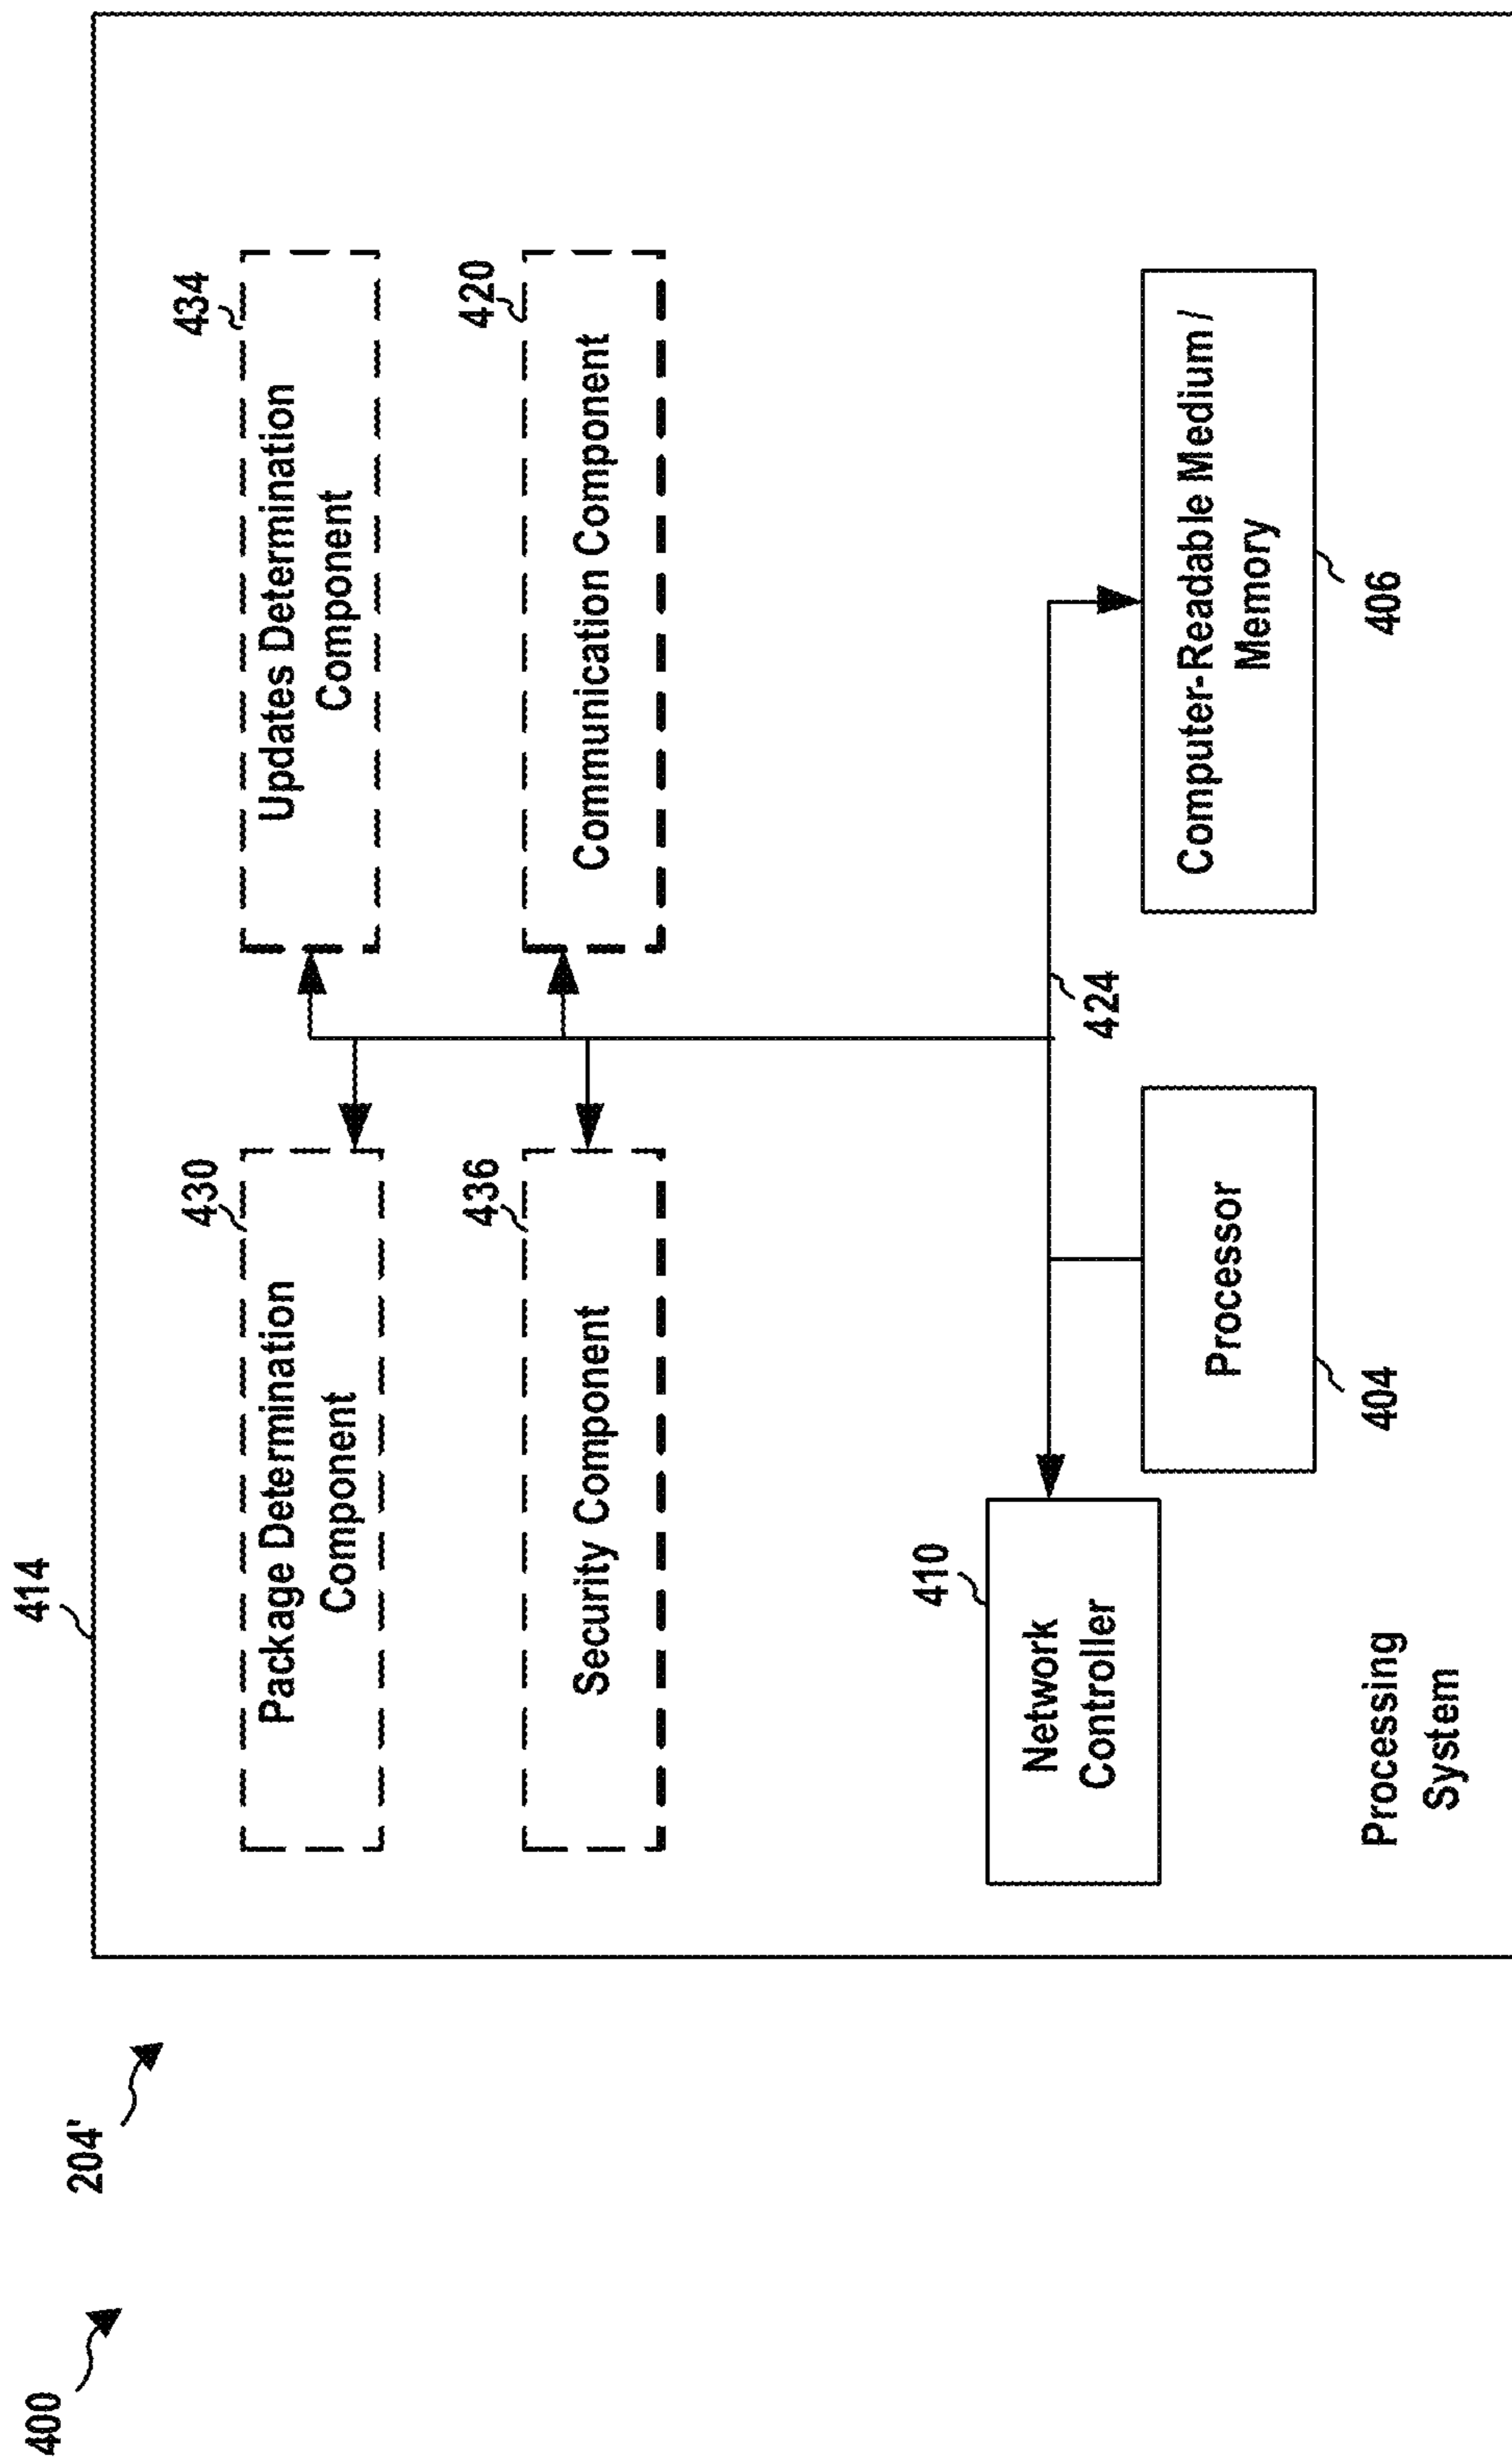 400
204'
414
430
434
Package Determination
Component
Updates Determination
Component
436
420
Security Component
Communication Component
410
Network
Controller
424
Processor
404
Computer-Readable Medium /
Memory
406
Processing
System